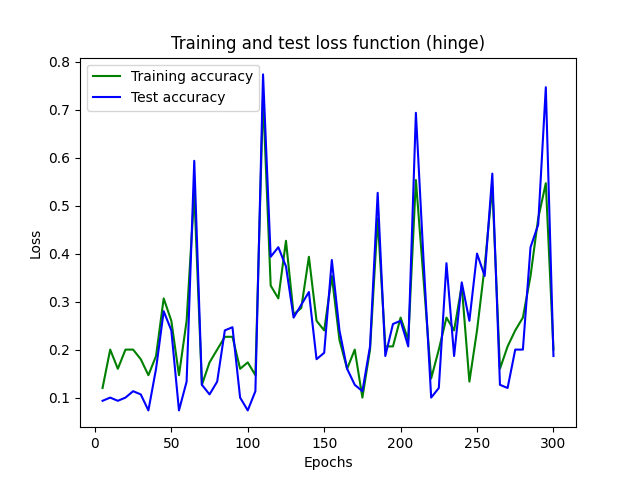 Training and test loss function (hinge)
Training accuracy
Test accuracy
0.8
0.7
0.6
0.5
0.4
0.3
0.2
0.1
Loss
0 50 100 150 200 250 300
Epochs